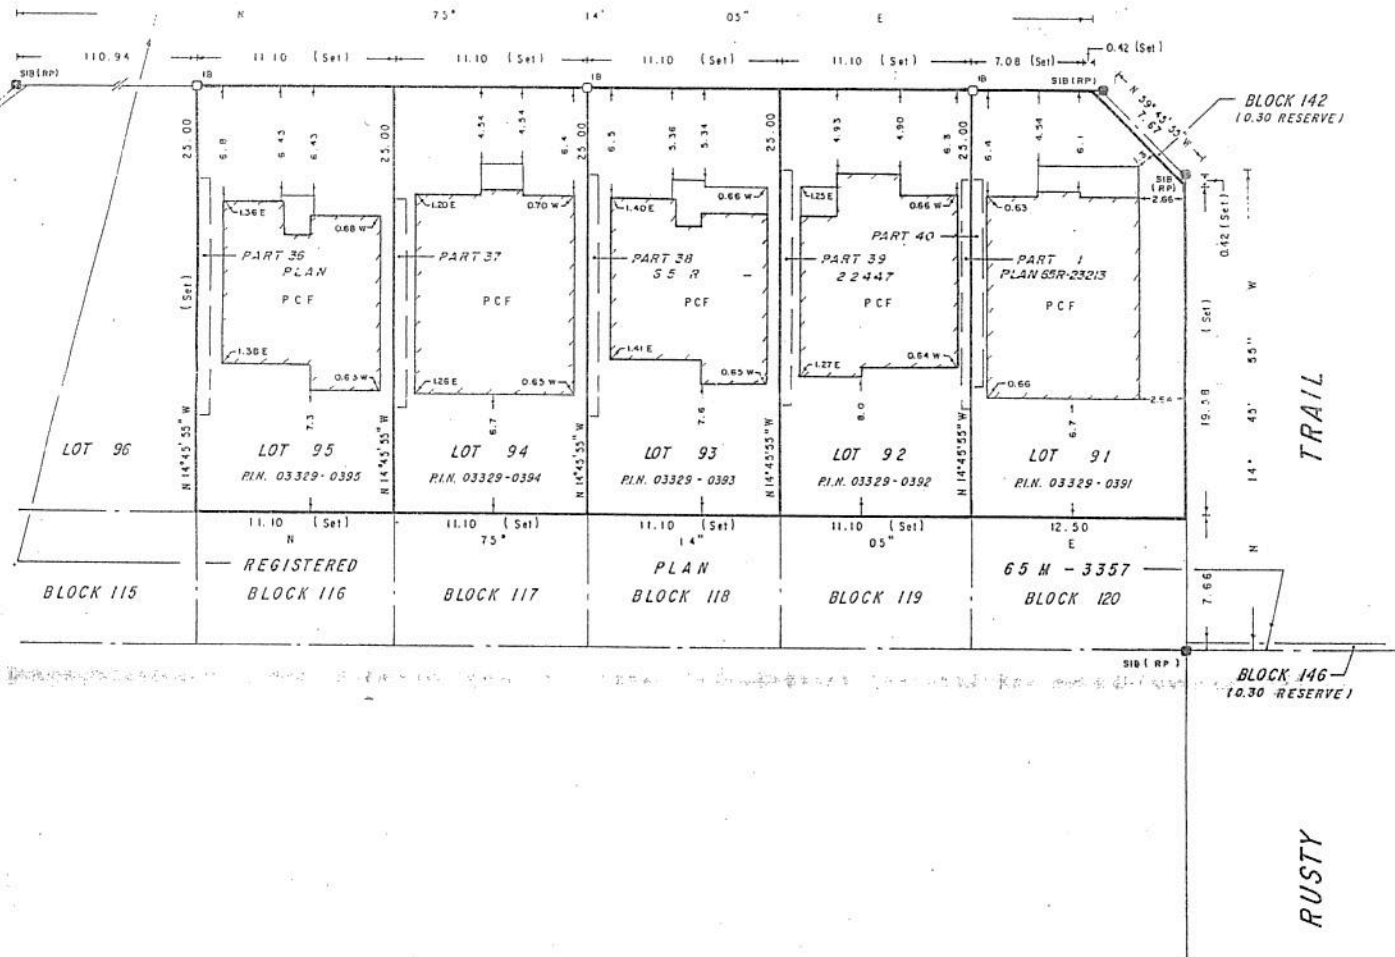 N 75° 14' 05" E
110.94 11.10 (Set) 11.10 (Set) 11.10 (Set) 11.10 (Set) 7.08 (Set) 0.42 (Set)
SIB(RP) IB IB IB SIB(RP)
N 59° 45' 55" W
7.67
BLOCK 142
(0.30 RESERVE)
1.3
SIB
(RP)
25.00 25.00 25.00 25.00 25.00
6.8 6.43 6.43 4.54 4.54 6.4 6.5 5.36 5.34 4.93 4.90 6.3 6.4 4.54 6.1
2.66
0.42 (Set)
1.36 E 0.68 W 1.20 E 0.70 W 1.40 E 0.66 W 1.25 E 0.66 W 0.63
PART 36 PART 37 PART 38 PART 39 PART 40 PART 1
PLAN 65 R - 22447 PLAN 65R-23213
PCF PCF PCF PCF PCF
(Set) (Set)
1.38 E 0.63 W 1.26 E 0.65 W 1.41 E 0.65 W 1.27 E 0.64 W 0.66
2.54
7.3 6.7 7.6 8.0 6.7
19.58
N 14° 45' 55" W
TRAIL
N 14°45'55" W N 14°45'55" W N 14°45'55" W N 14°45'55" W N 14°45'55" W
LOT 96 LOT 95 LOT 94 LOT 93 LOT 92 LOT 91
P.I.N. 03329-0395 P.I.N. 03329-0394 P.I.N. 03329-0393 P.I.N. 03329-0392 P.I.N. 03329-0391
11.10 (Set) 11.10 (Set) 11.10 (Set) 11.10 (Set) 12.50
N 75° 14" 05" E
REGISTERED PLAN 65 M - 3357
BLOCK 115 BLOCK 116 BLOCK 117 BLOCK 118 BLOCK 119 BLOCK 120
7.66
SIB (RP)
BLOCK 146
(0.30 RESERVE)
RUSTY